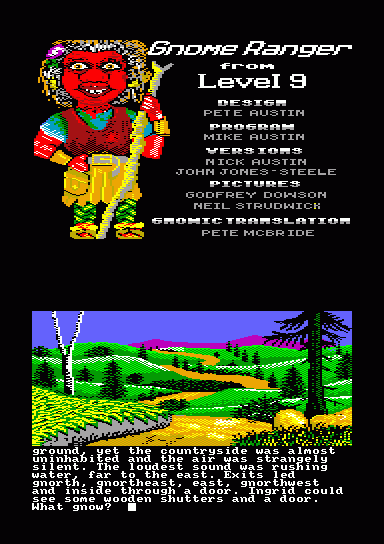 Gnome Ranger
from
Level 9
DESIGN
PETE AUSTIN
PROGRAM
MIKE AUSTIN
VERSIONS
NICK AUSTIN
JOHN JONES-STEELE
PICTURES
GODFREY DOWSON
NEIL STRUDWICK
GNOMIC TRANSLATION
PETE MCBRIDE
ground, yet the countryside was almost
uninhabited and the air was strangely
silent. The loudest sound was rushing
water, far to the east. Exits led
gnorth, gnortheast, east, gnorthwest
and inside through a door. Ingrid could
see some wooden shutters and a door.
What gnow?